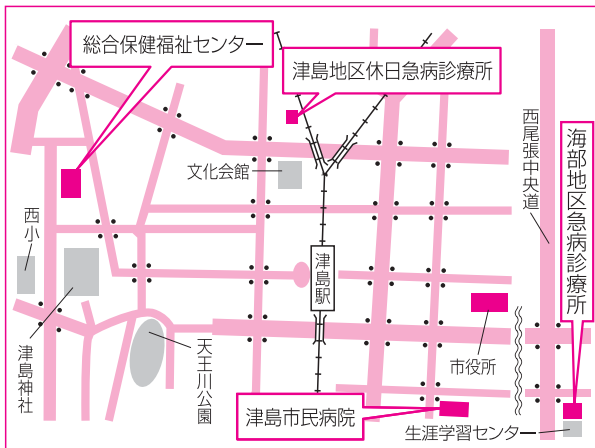 総合保健福祉センター
津島地区休日急病診療所
西尾張中央道
海部地区急病診療所
文化会館
西小
津島駅
津島神社
天王川公園
市役所
津島市民病院
生涯学習センター